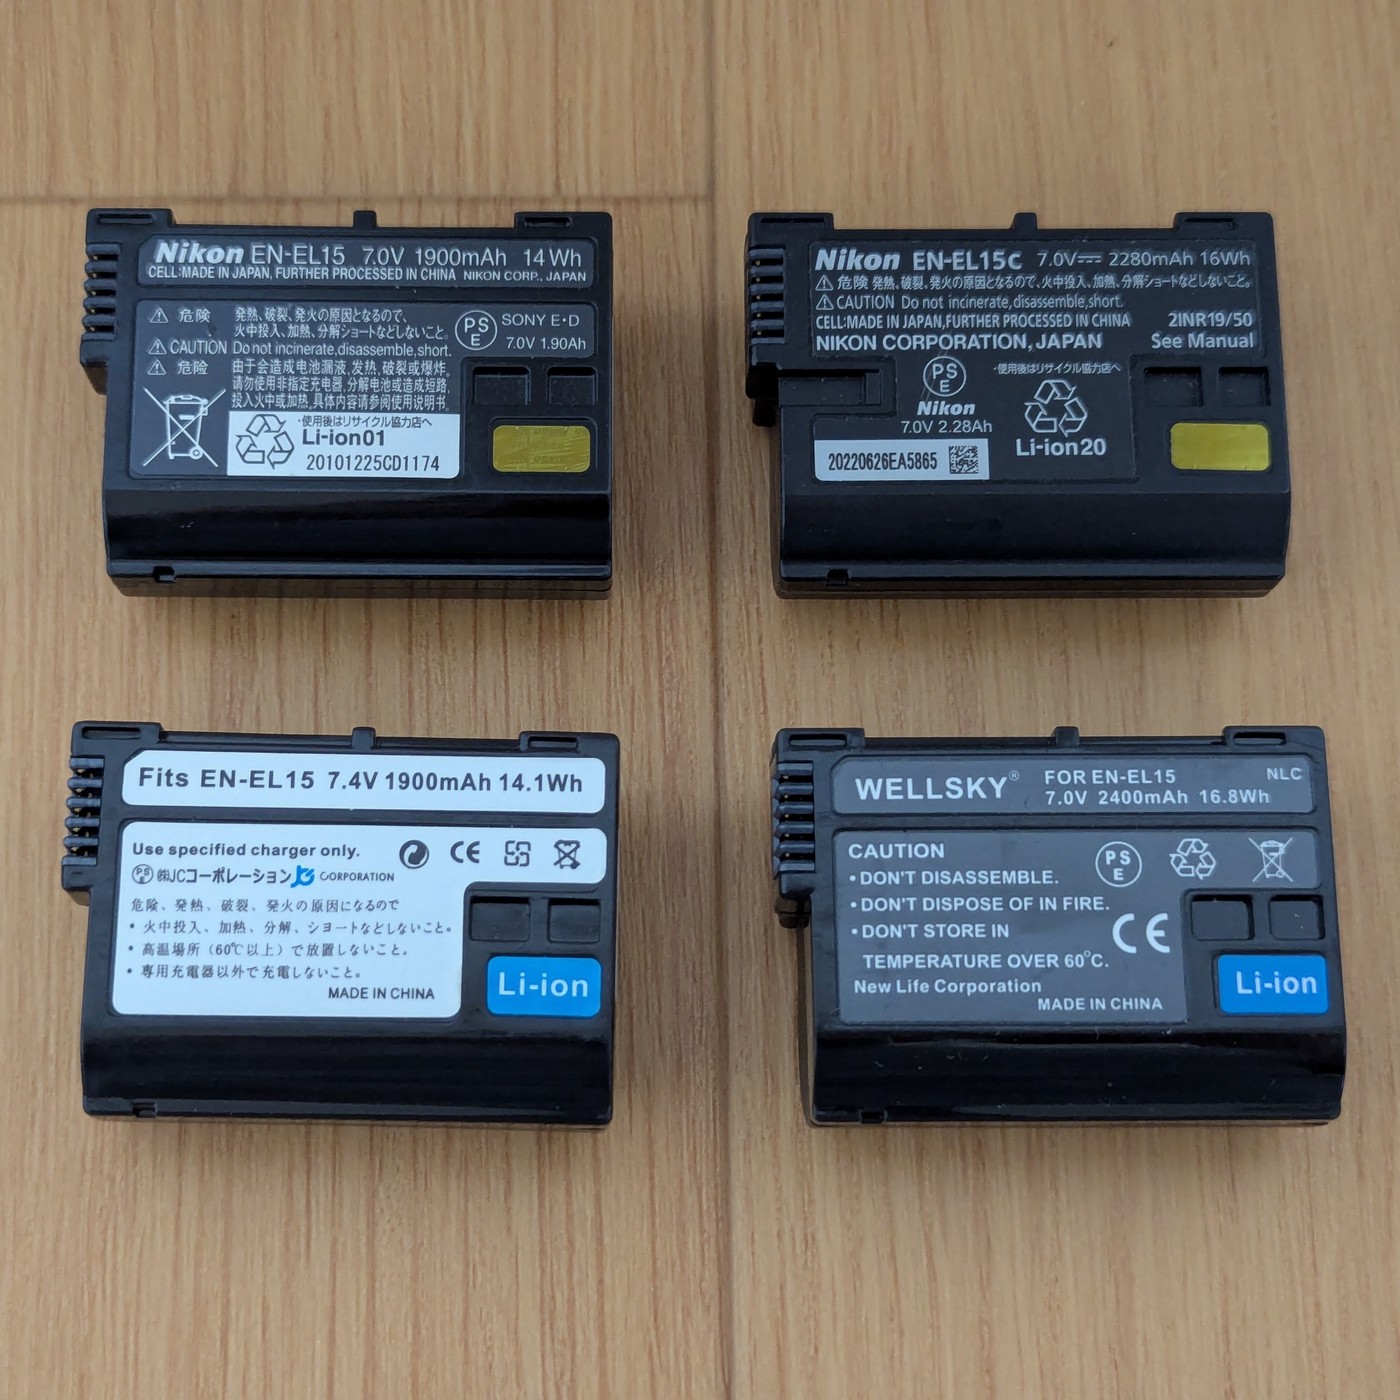 Nikon EN-EL15 7.0V 1900mAh 14Wh
CELL:MADE IN JAPAN, FURTHER PROCESSED IN CHINA NIKON CORP., JAPAN
⚠ 危険 発熱、破裂、発火の原因となるので、
火中投入、加熱、分解ショートなどしないこと。
⚠CAUTION Do not incinerate,disassemble,short.
⚠ 危险 由于会造成电池漏液,发热,破裂或爆炸,
请勿使用非指定充电器,分解电池或造成短路,
投入火中或加热,具体内容请参阅使用说明书。
PSE SONY E・D
7.0V 1.90Ah
・使用後はリサイクル協力店へ
Li-ion01
20101225CD1174
Nikon EN-EL15c 7.0V⎓ 2280mAh 16Wh
⚠危険 発熱、破裂、発火の原因となるので、火中投入、加熱、分解ショートなどしないこと。
⚠CAUTION Do not incinerate,disassemble,short.
CELL:MADE IN JAPAN,FURTHER PROCESSED IN CHINA 2INR19/50
NIKON CORPORATION,JAPAN See Manual
PSE
Nikon
7.0V 2.28Ah
・使用後はリサイクル協力店へ
Li-ion20
20220626EA5865
Fits EN-EL15 7.4V 1900mAh 14.1Wh
Use specified charger only.
CE
PSE ㈱JCコーポレーション JC CORPORATION
危険、発熱、破裂、発火の原因になるので
・火中投入、加熱、分解、ショートなどしないこと。
・高温場所（60℃以上）で放置しないこと。
・専用充電器以外で充電しないこと。
MADE IN CHINA
Li-ion
WELLSKY® FOR EN-EL15 NLC
7.0V 2400mAh 16.8Wh
CAUTION
PSE
・DON'T DISASSEMBLE.
・DON'T DISPOSE OF IN FIRE.
・DON'T STORE IN
TEMPERATURE OVER 60℃.
CE
New Life Corporation
MADE IN CHINA
Li-ion